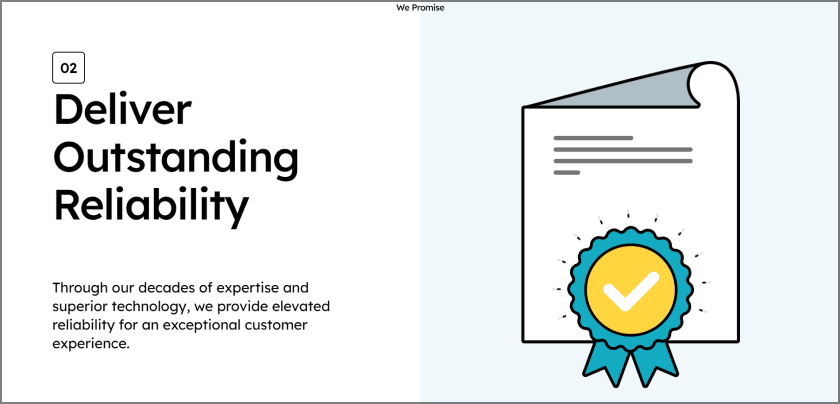 We Promise
02
Deliver
Outstanding
Reliability
Through our decades of expertise and
superior technology, we provide elevated
reliability for an exceptional customer
experience.